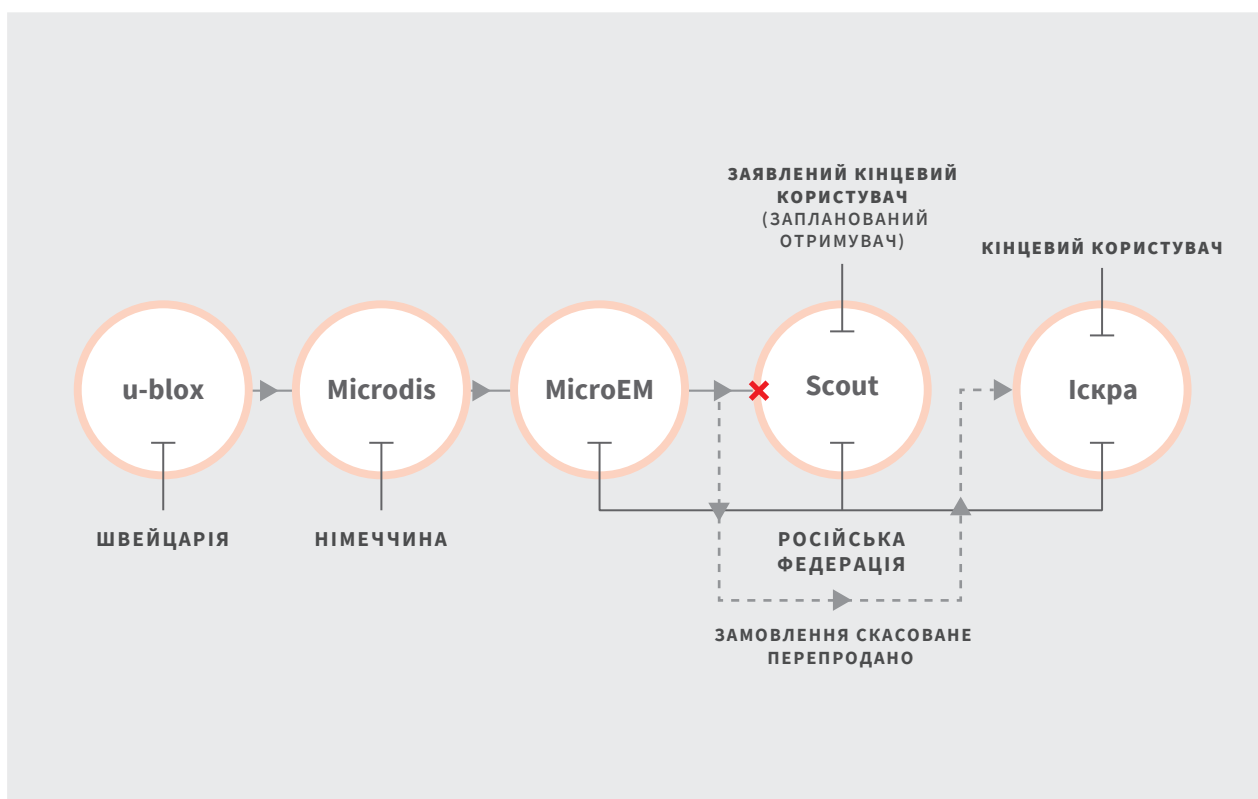 ЗАЯВЛЕНИЙ КІНЦЕВИЙ
КОРИСТУВАЧ
(ЗАПЛАНОВАНИЙ
ОТРИМУВАЧ)
КІНЦЕВИЙ КОРИСТУВАЧ
u-blox
Microdis
MicroEM
Scout
Іскра
ШВЕЙЦАРІЯ
НІМЕЧЧИНА
РОСІЙСЬКА
ФЕДЕРАЦІЯ
ЗАМОВЛЕННЯ СКАСОВАНЕ
ПЕРЕПРОДАНО